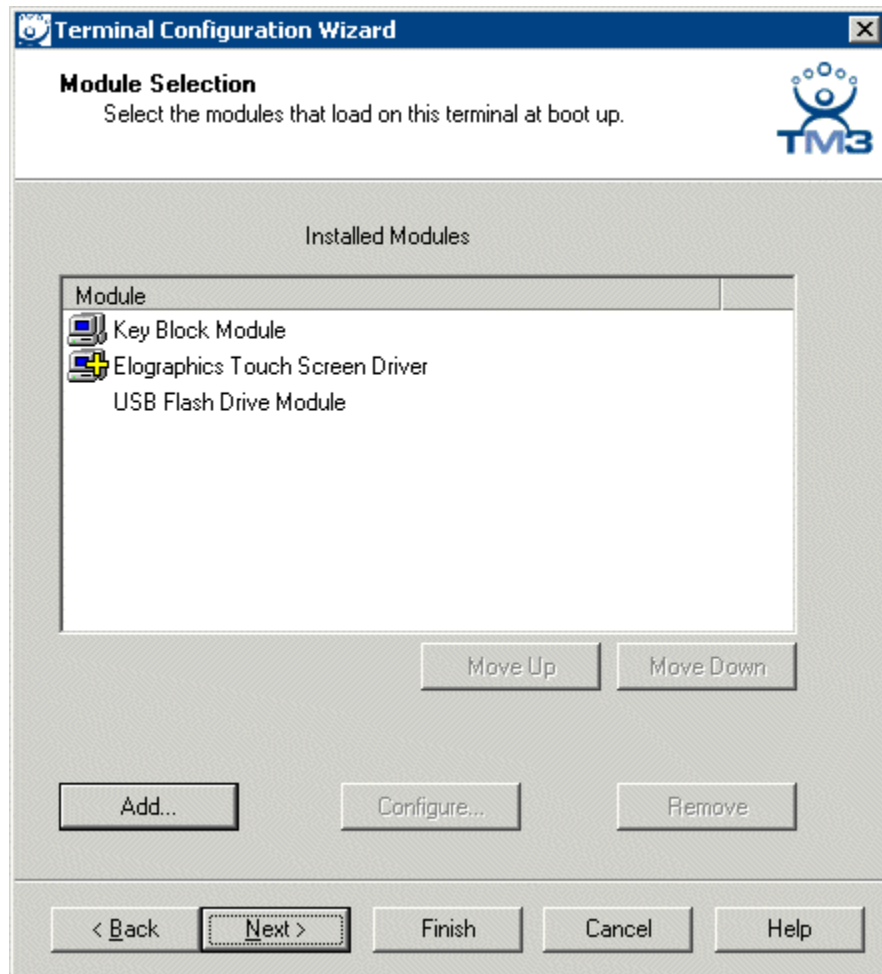 Terminal Configuration Wizard
Module Selection
Select the modules that load on this terminal at boot up.
TM3
Installed Modules
Module
Key Block Module
Elographics Touch Screen Driver
USB Flash Drive Module
Move Up
Move Down
Add...
Configure...
Remove
< Back
Next >
Finish
Cancel
Help